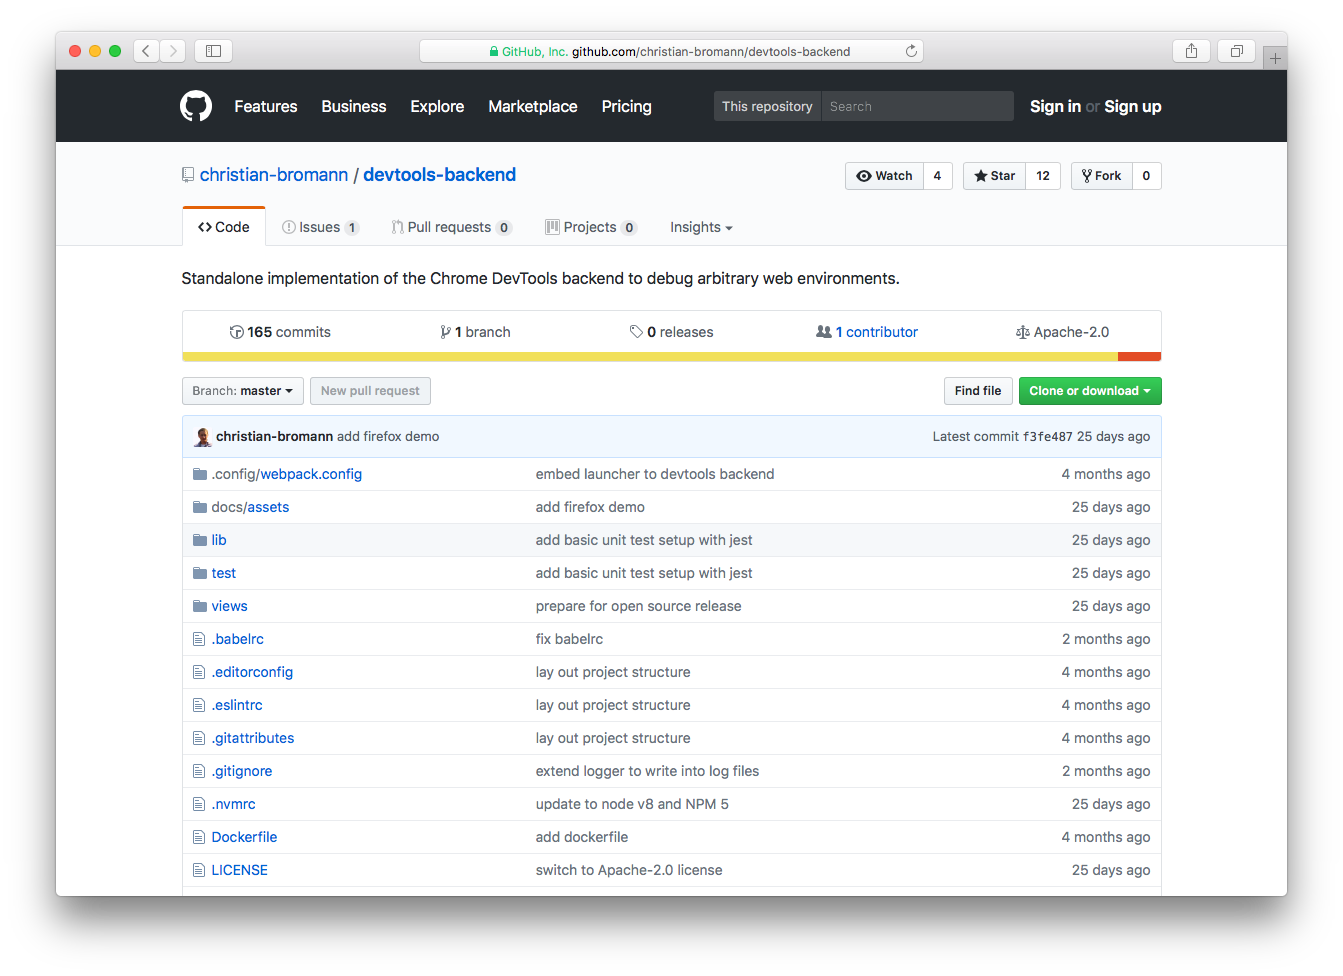 GitHub, Inc. github.com/christian-bromann/devtools-backend
Features Business Explore Marketplace Pricing This repository Search Sign in or Sign up
christian-bromann / devtools-backend Watch 4 Star 12 Fork 0
Code Issues 1 Pull requests 0 Projects 0 Insights
Standalone implementation of the Chrome DevTools backend to debug arbitrary web environments.
165 commits 1 branch 0 releases 1 contributor Apache-2.0
Branch: master New pull request Find file Clone or download
christian-bromann add firefox demo Latest commit f3fe487 25 days ago
.config/webpack.config embed launcher to devtools backend 4 months ago
docs/assets add firefox demo 25 days ago
lib add basic unit test setup with jest 25 days ago
test add basic unit test setup with jest 25 days ago
views prepare for open source release 25 days ago
.babelrc fix babelrc 2 months ago
.editorconfig lay out project structure 4 months ago
.eslintrc lay out project structure 4 months ago
.gitattributes lay out project structure 4 months ago
.gitignore extend logger to write into log files 2 months ago
.nvmrc update to node v8 and NPM 5 25 days ago
Dockerfile add dockerfile 4 months ago
LICENSE switch to Apache-2.0 license 25 days ago